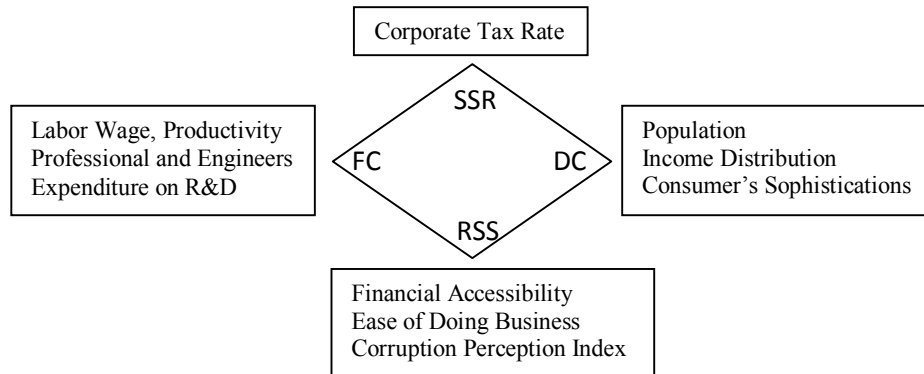 Corporate Tax Rate
SSR
Labor Wage, Productivity
Professional and Engineers
Expenditure on R&D
FC
DC
Population
Income Distribution
Consumer's Sophistications
RSS
Financial Accessibility
Ease of Doing Business
Corruption Perception Index